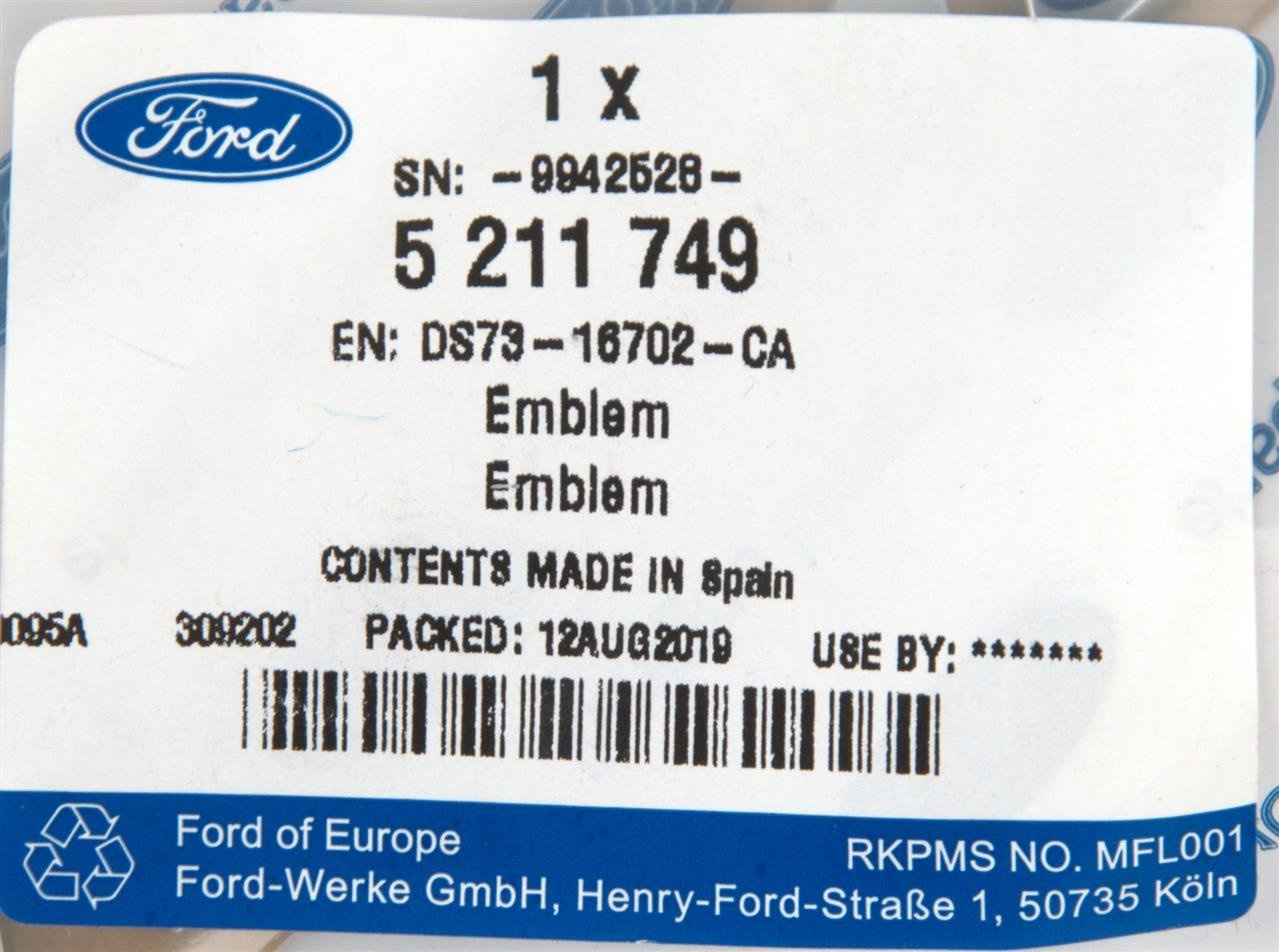 Ford
1 x
SN: -9942528-
5 211 749
EN: DS73-16702-CA
Emblem
Emblem
CONTENTS MADE IN Spain
095A 309202 PACKED: 12AUG2019 USE BY: *******
Ford of Europe
RKPMS NO. MFL001
Ford-Werke GmbH, Henry-Ford-Straße 1, 50735 Köln